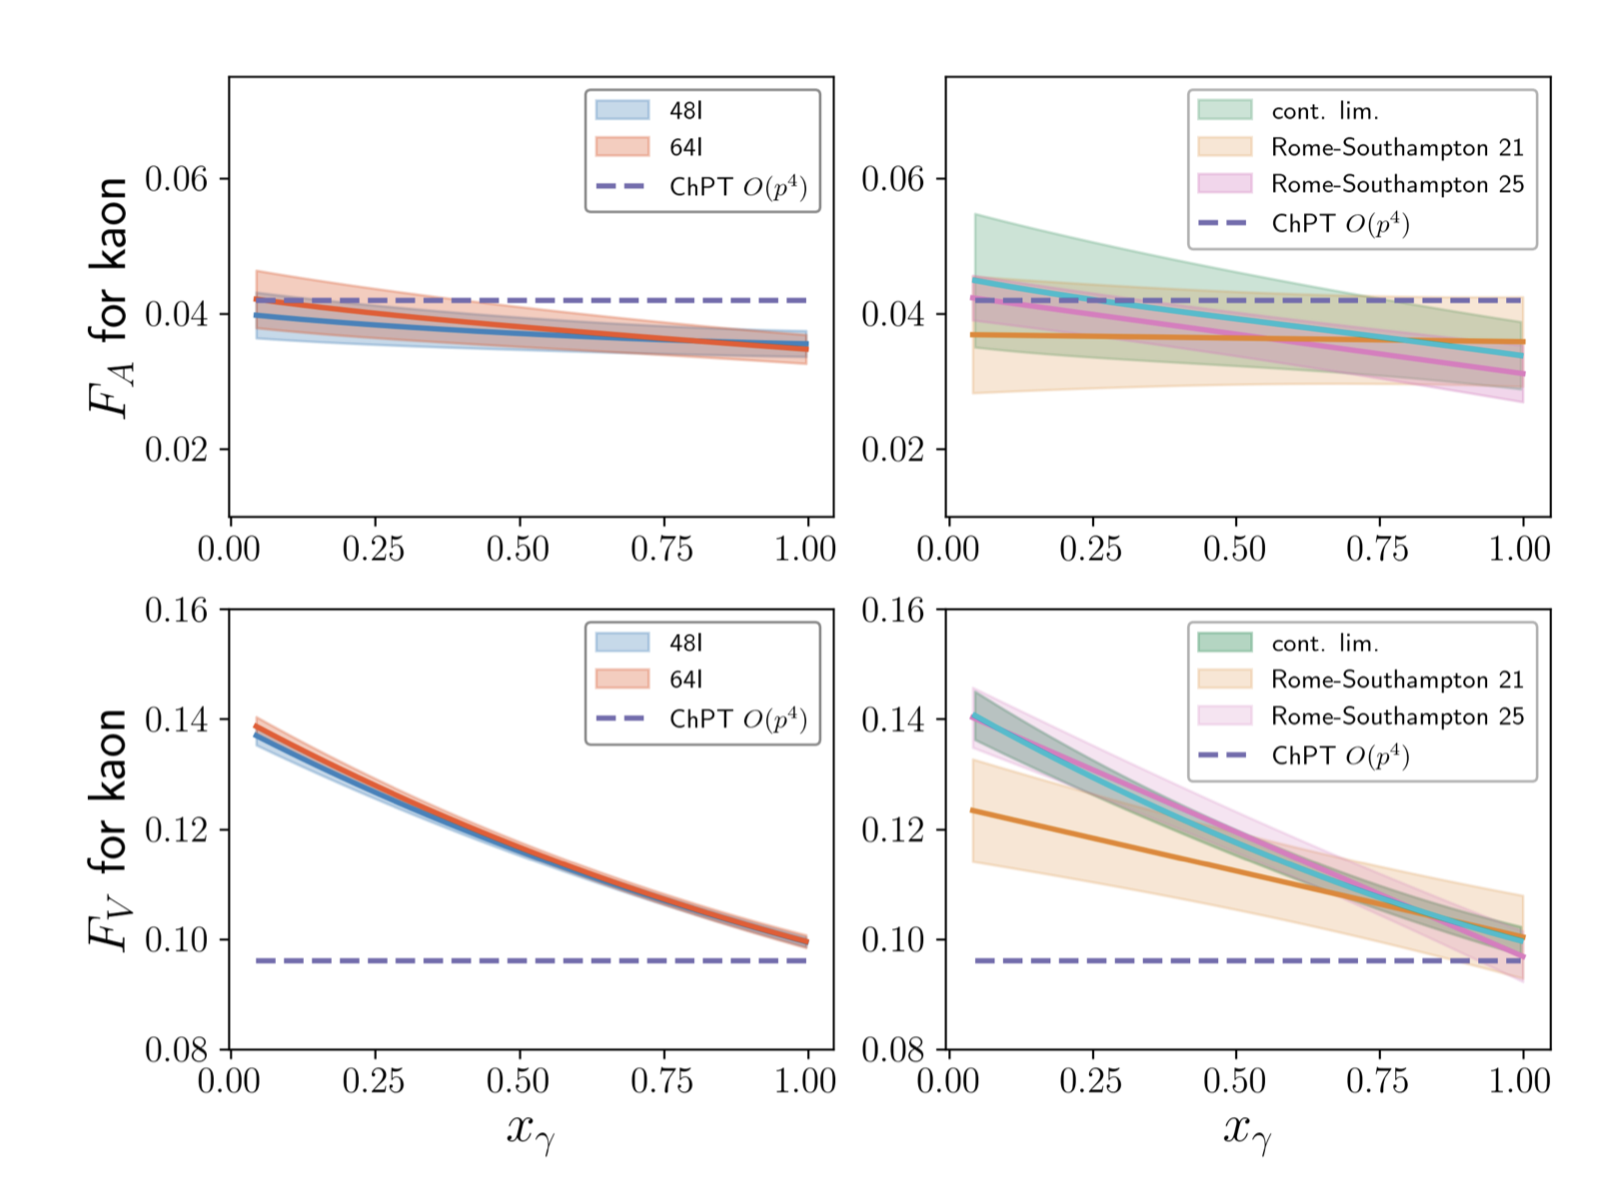 48I
64I
ChPT O(p⁴)
F_A for kaon
0.06
0.04
0.02
0.00 0.25 0.50 0.75 1.00
cont. lim.
Rome-Southampton 21
Rome-Southampton 25
ChPT O(p⁴)
0.06
0.04
0.02
0.00 0.25 0.50 0.75 1.00
48I
64I
ChPT O(p⁴)
F_V for kaon
0.16
0.14
0.12
0.10
0.08
0.00 0.25 0.50 0.75 1.00
x_γ
cont. lim.
Rome-Southampton 21
Rome-Southampton 25
ChPT O(p⁴)
0.16
0.14
0.12
0.10
0.08
0.00 0.25 0.50 0.75 1.00
x_γ